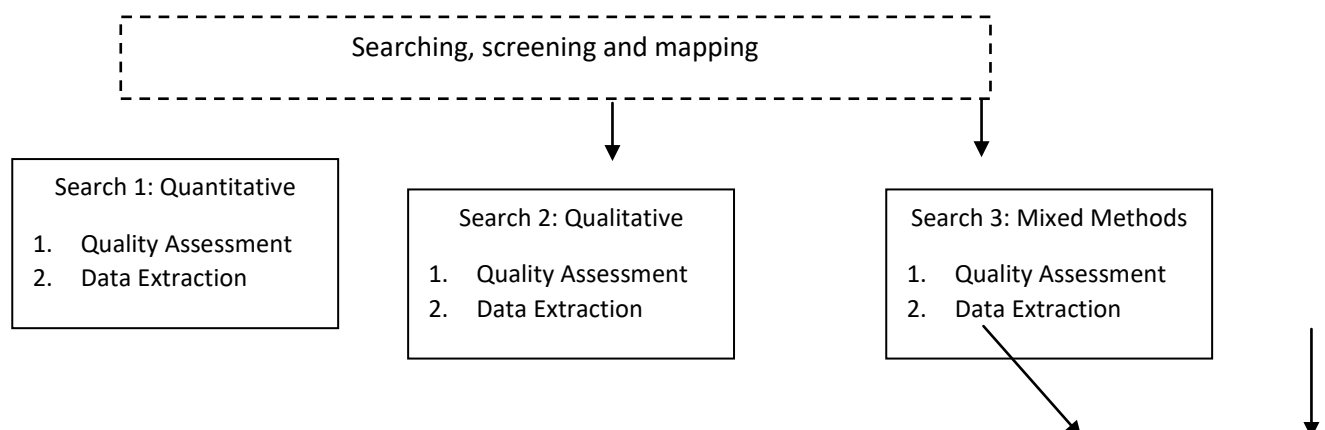 Searching, screening and mapping
Search 1: Quantitative
1. Quality Assessment
2. Data Extraction
Search 2: Qualitative
1. Quality Assessment
2. Data Extraction
Search 3: Mixed Methods
1. Quality Assessment
2. Data Extraction